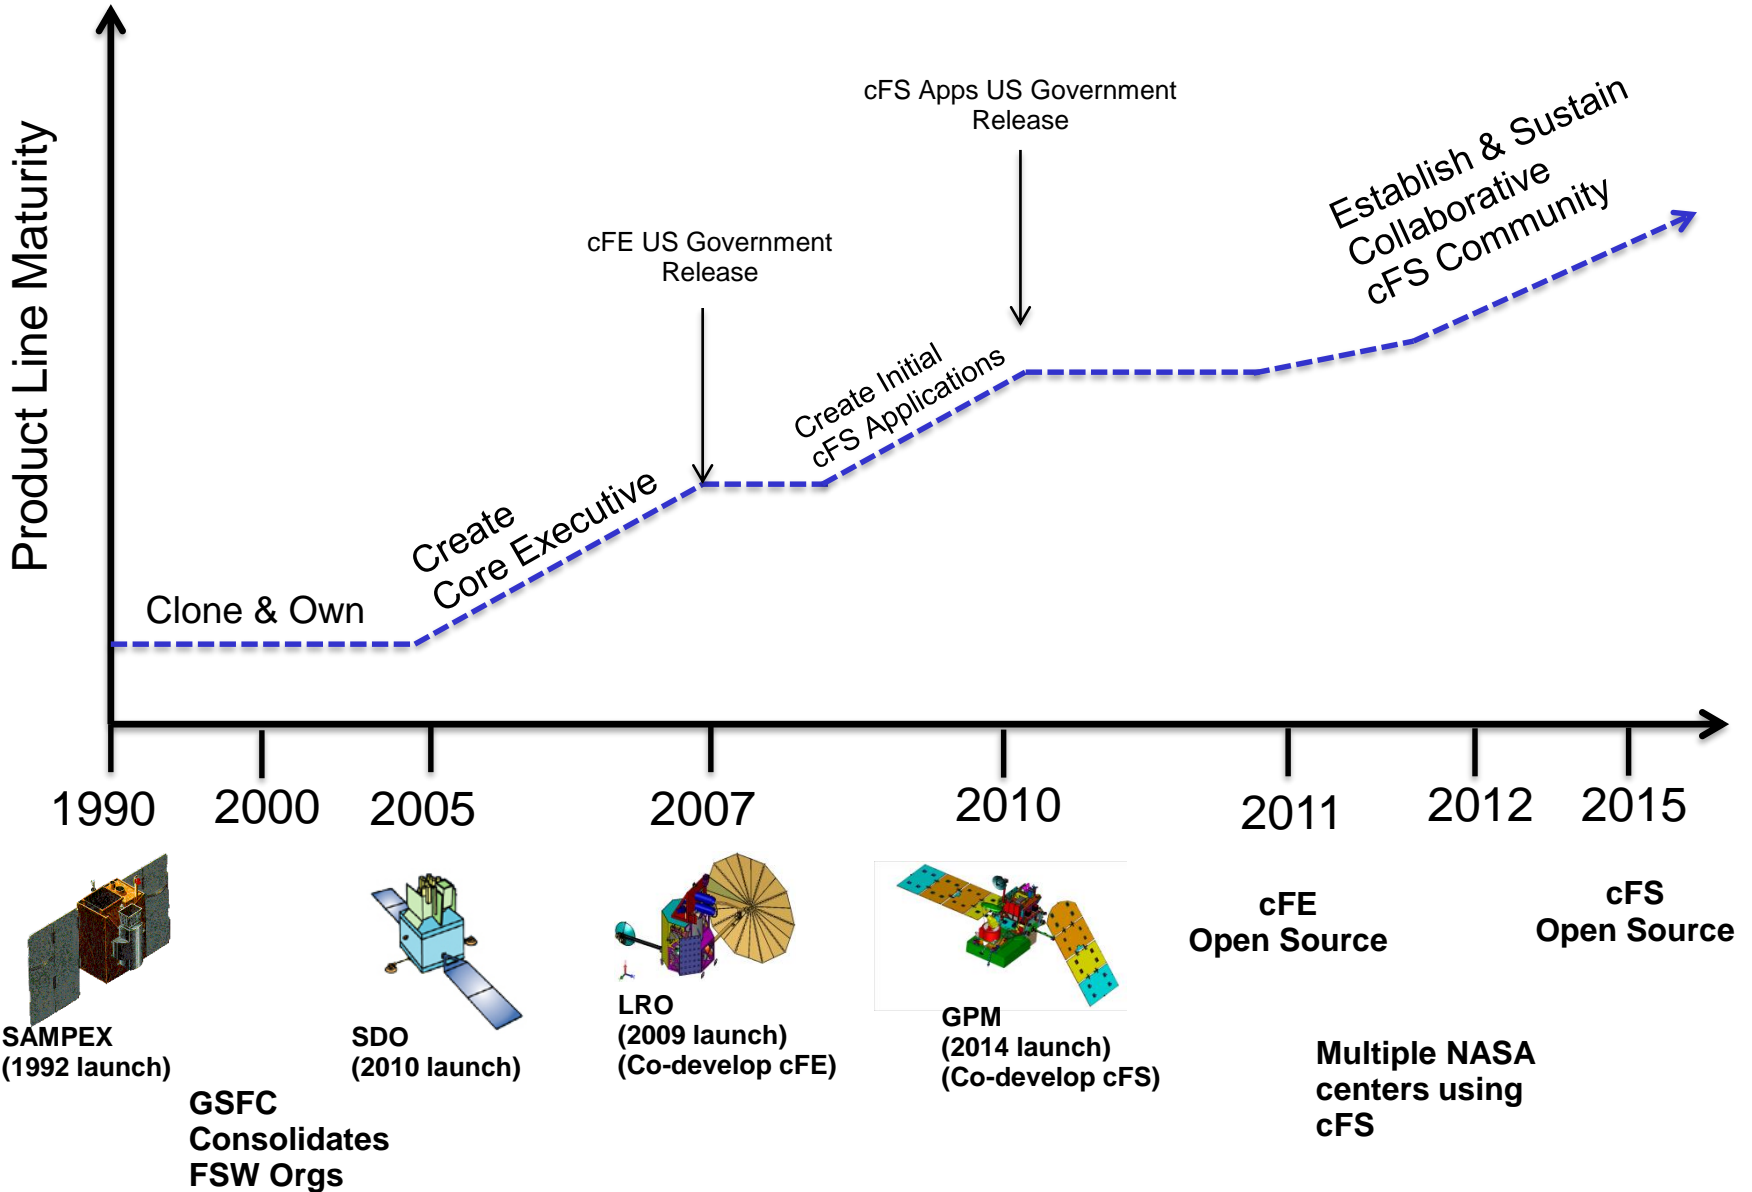 Product Line Maturity
cFS Apps US Government
Release
cFE US Government
Release
Establish & Sustain
Collaborative
cFS Community
Create Initial
cFS Applications
Create
Core Executive
Clone & Own
1990
2000
2005
2007
2010
2011
2012
2015
SAMPEX
(1992 launch)
GSFC
Consolidates
FSW Orgs
SDO
(2010 launch)
LRO
(2009 launch)
(Co-develop cFE)
GPM
(2014 launch)
(Co-develop cFS)
cFE
Open Source
Multiple NASA
centers using
cFS
cFS
Open Source